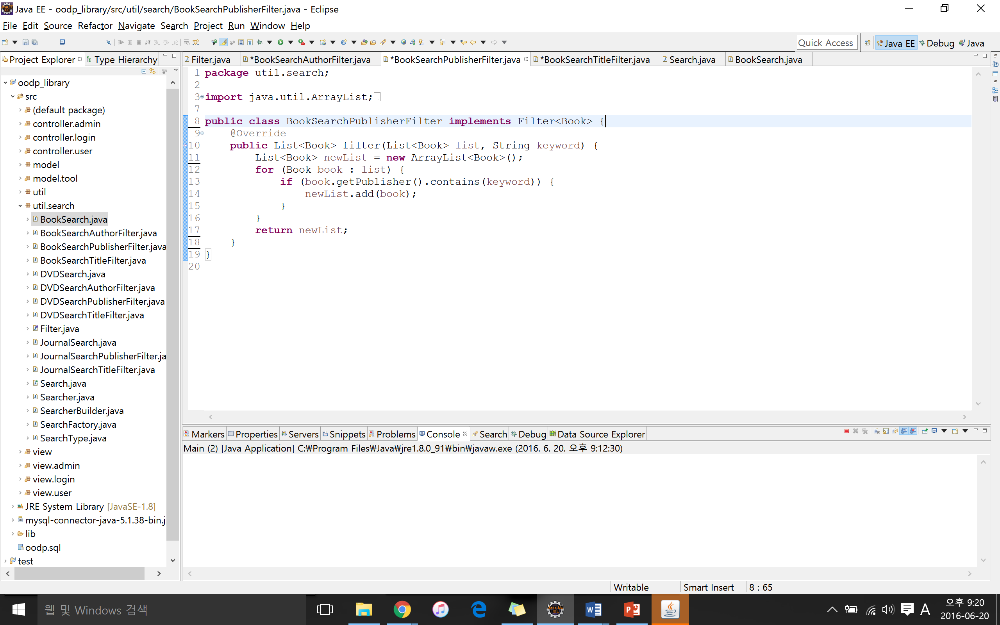 Java EE - oodp_library/src/util/search/BookSearchPublisherFilter.java - Eclipse
File Edit Source Refactor Navigate Search Project Run Window Help
Quick Access Java EE Debug Java
Project Explorer Type Hierarchy
Filter.java *BookSearchAuthorFilter.java *BookSearchPublisherFilter.java *BookSearchTitleFilter.java Search.java BookSearch.java
oodp_library
src
(default package)
controller.admin
controller.login
controller.user
model
model.tool
util
util.search
BookSearch.java
BookSearchAuthorFilter.java
BookSearchPublisherFilter.java
BookSearchTitleFilter.java
DVDSearch.java
DVDSearchAuthorFilter.java
DVDSearchPublisherFilter.java
DVDSearchTitleFilter.java
Filter.java
JournalSearch.java
JournalSearchPublisherFilter.ja
JournalSearchTitleFilter.java
Search.java
Searcher.java
SearcherBuilder.java
SearchFactory.java
SearchType.java
view
view.admin
view.login
view.user
JRE System Library [JavaSE-1.8]
mysql-connector-java-5.1.38-bin.j
lib
oodp.sql
test
1 package util.search;
2
3 import java.util.ArrayList;
7
8 public class BookSearchPublisherFilter implements Filter<Book> {
9 @Override
10 public List<Book> filter(List<Book> list, String keyword) {
11 List<Book> newList = new ArrayList<Book>();
12 for (Book book : list) {
13 if (book.getPublisher().contains(keyword)) {
14 newList.add(book);
15 }
16 }
17 return newList;
18 }
19 }
20
Markers Properties Servers Snippets Problems Console Search Debug Data Source Explorer
Main (2) [Java Application] C:₩Program Files₩Java₩jre1.8.0_91₩bin₩javaw.exe (2016. 6. 20. 오후 9:12:30)
Writable Smart Insert 8 : 65
웹 및 Windows 검색
A
오후 9:20
2016-06-20